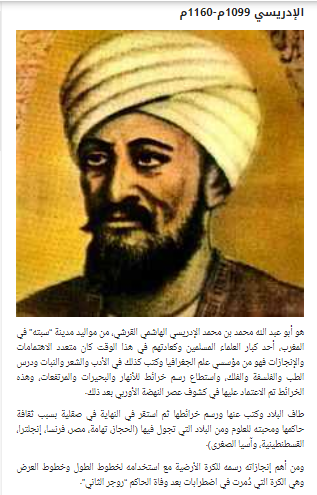 الإدريسي 1099م-1160م
هو أبو عبد الله محمد بن محمد الإدريسي الهاشمي القرشي, من مواليد مدينة "سبته" في
المغرب, أحد كبار العلماء المسلمين وكعادتهم في هذا الوقت كان متعدد الاهتمامات
والإنجازات فهو من مؤسسي علم الجغرافيا وكتب كذلك في الأدب والشعر والنبات ودرس
الطب والفلسفة والفلك, واستطاع رسم خرائط للأنهار والبحيرات والمرتفعات, وهذه
الخرائط تم الاعتماد عليها في كشوف عصر النهضة الأوربي بعد ذلك-
طاف البلاد وكتب عنها ورسم خرائطها ثم استقر في النهاية في صقلية بسبب ثقافة
حاكمها ومحبته للعلوم ومن البلاد التي تجول فيها (الحجاز, تهامة, مصر, فرنسا, إنجلترا,
القسطنطينية, وآسيا الصغرى)-
ومن أهم إنجازاته رسمه للكرة الأرضية مع استخدامه لخطوط الطول وخطوط العرض
وهي الكرة التي دُمرت في اضطرابات بعد وفاة الحاكم "روجر الثاني"-